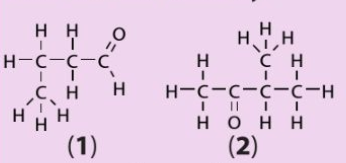 H H O
H–C–C–C
C H H
H H H
(1)
H
H H
H C H
H–C–C–C–C–H
H O H H
(2)